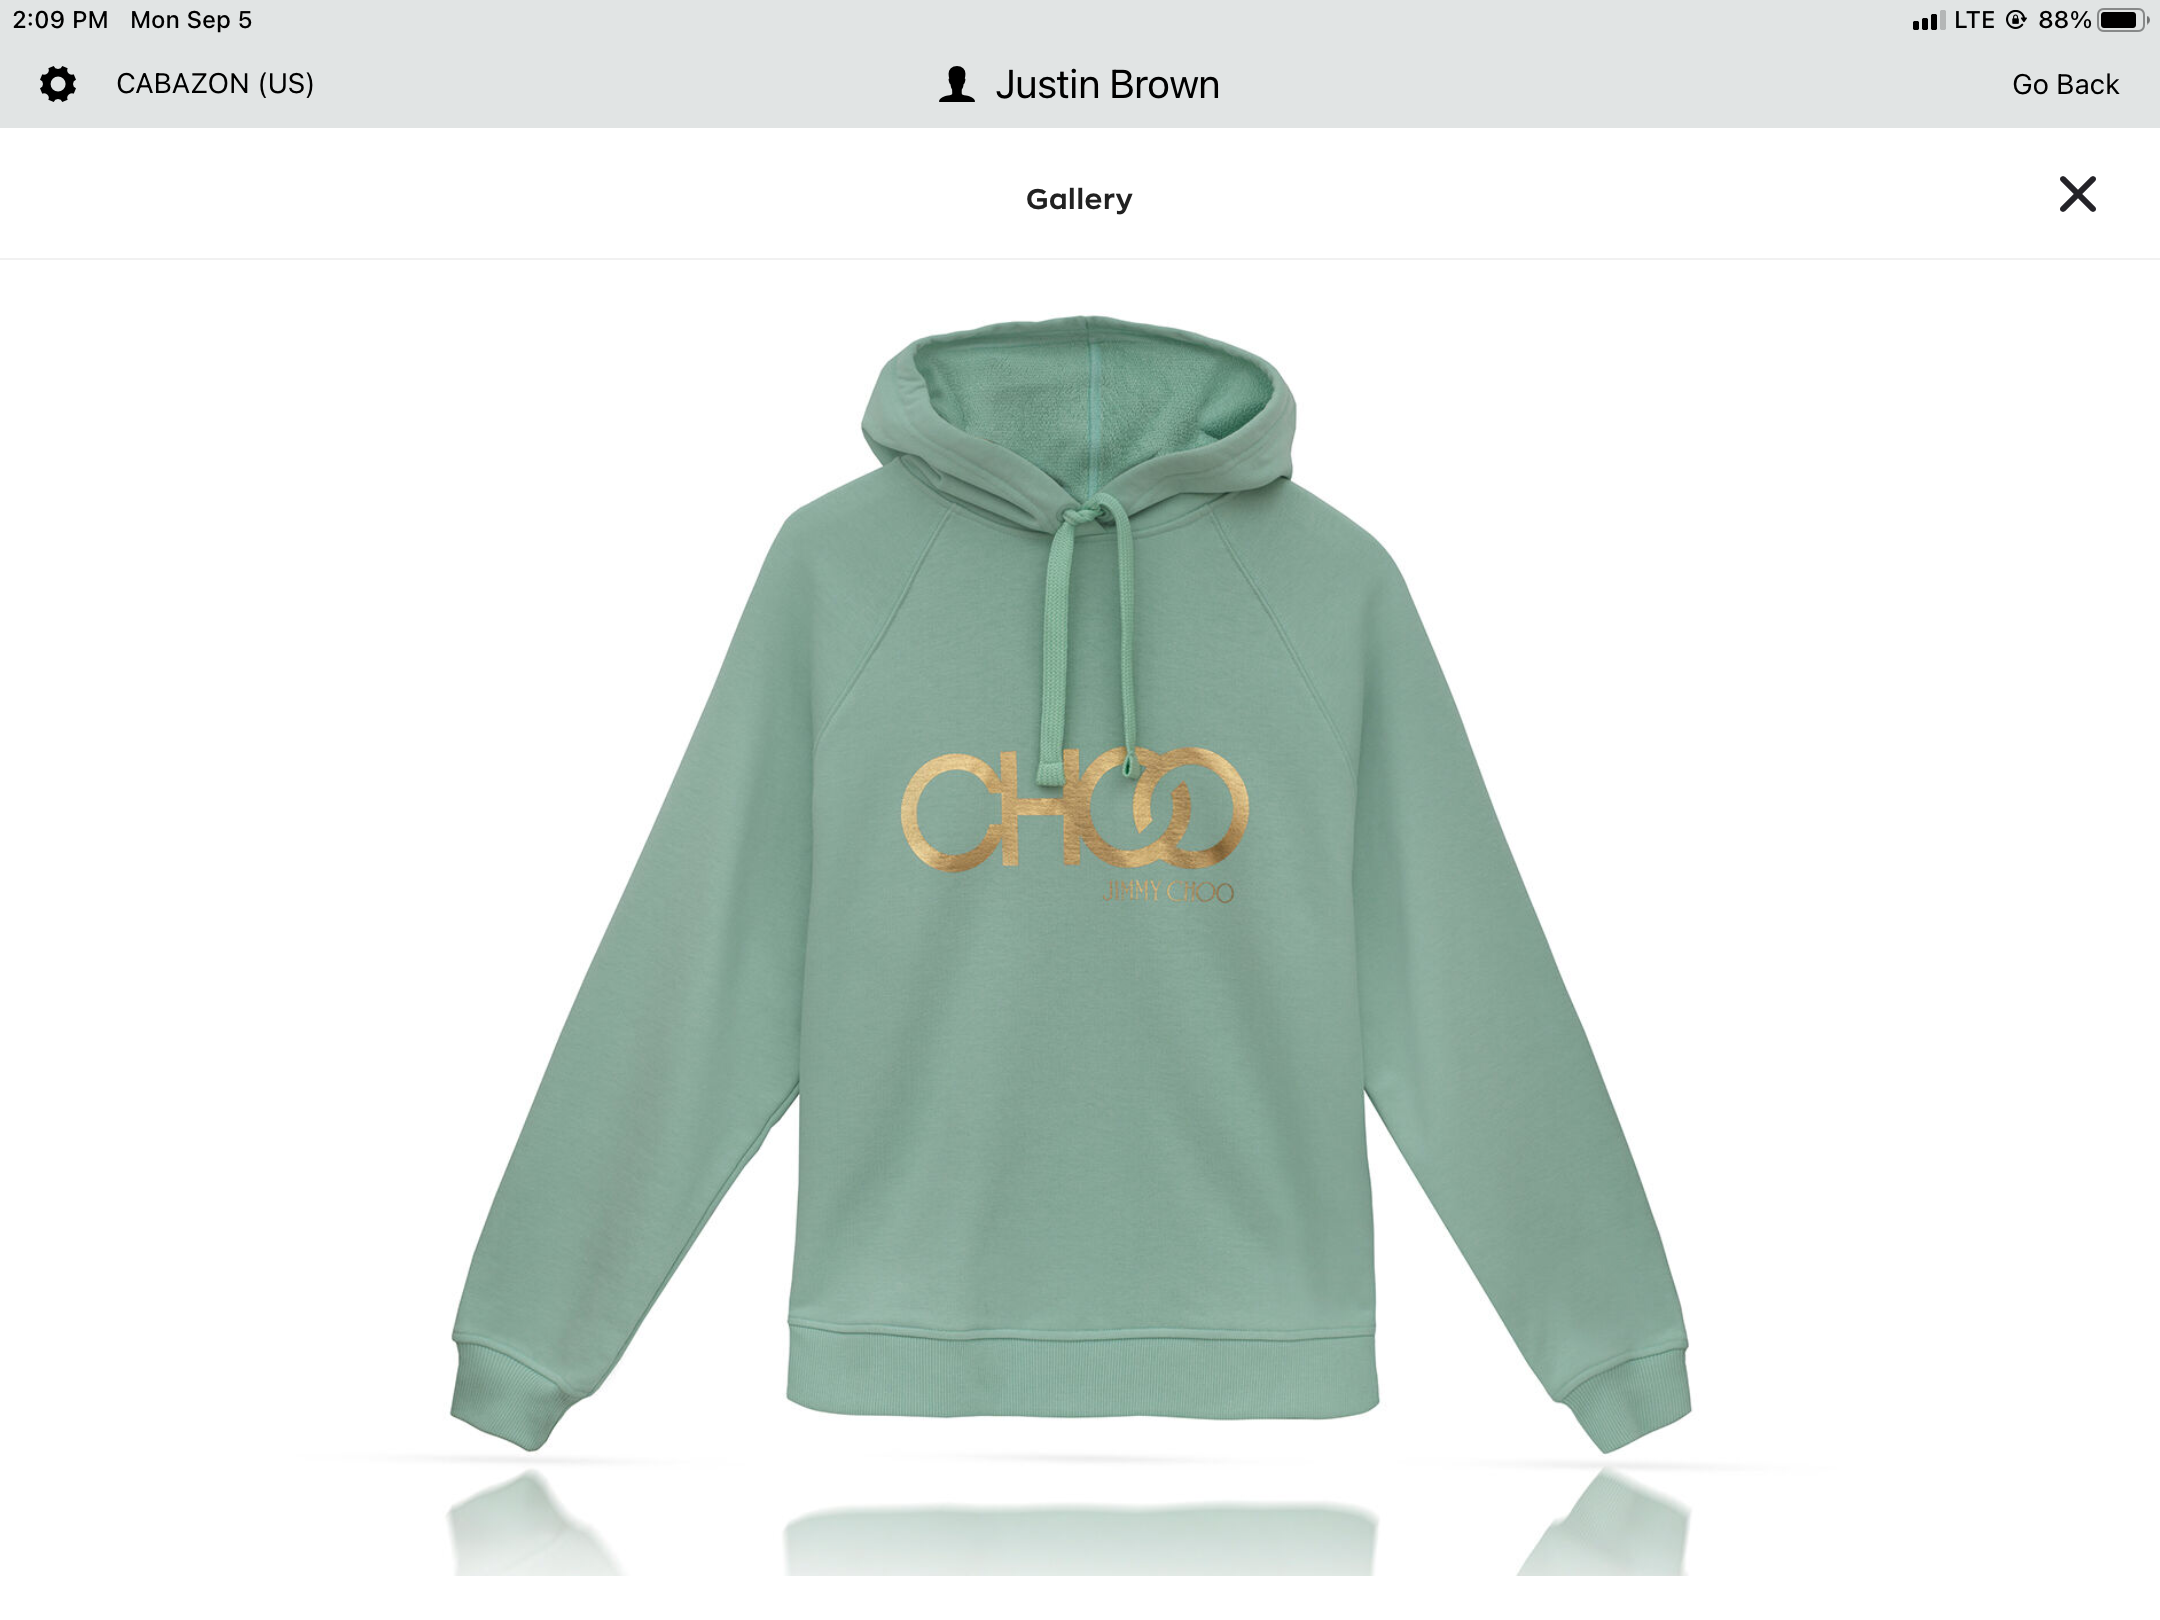 2:09 PM Mon Sep 5
LTE 88%
CABAZON (US)
Justin Brown
Go Back
Gallery
CHOO
JIMMY CHOO